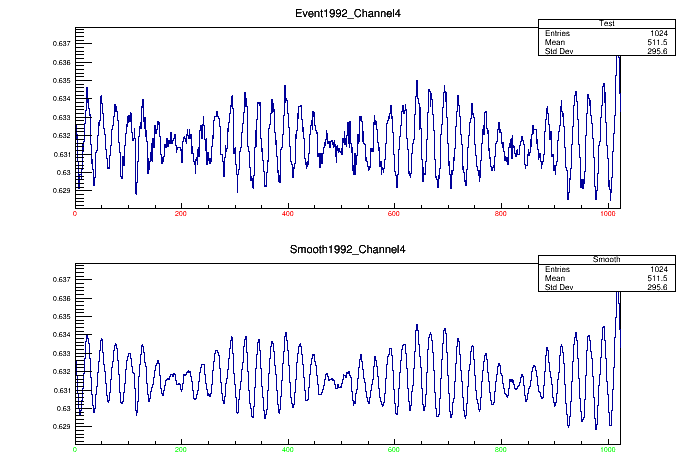 Event1992_Channel4
Test
Entries 1024
Mean 511.5
Std Dev 295.6
0.637
0.636
0.635
0.634
0.633
0.632
0.631
0.63
0.629
0 200 400 600 800 1000
Smooth1992_Channel4
Smooth
Entries 1024
Mean 511.5
Std Dev 295.6
0.637
0.636
0.635
0.634
0.633
0.632
0.631
0.63
0.629
0 200 400 600 800 1000